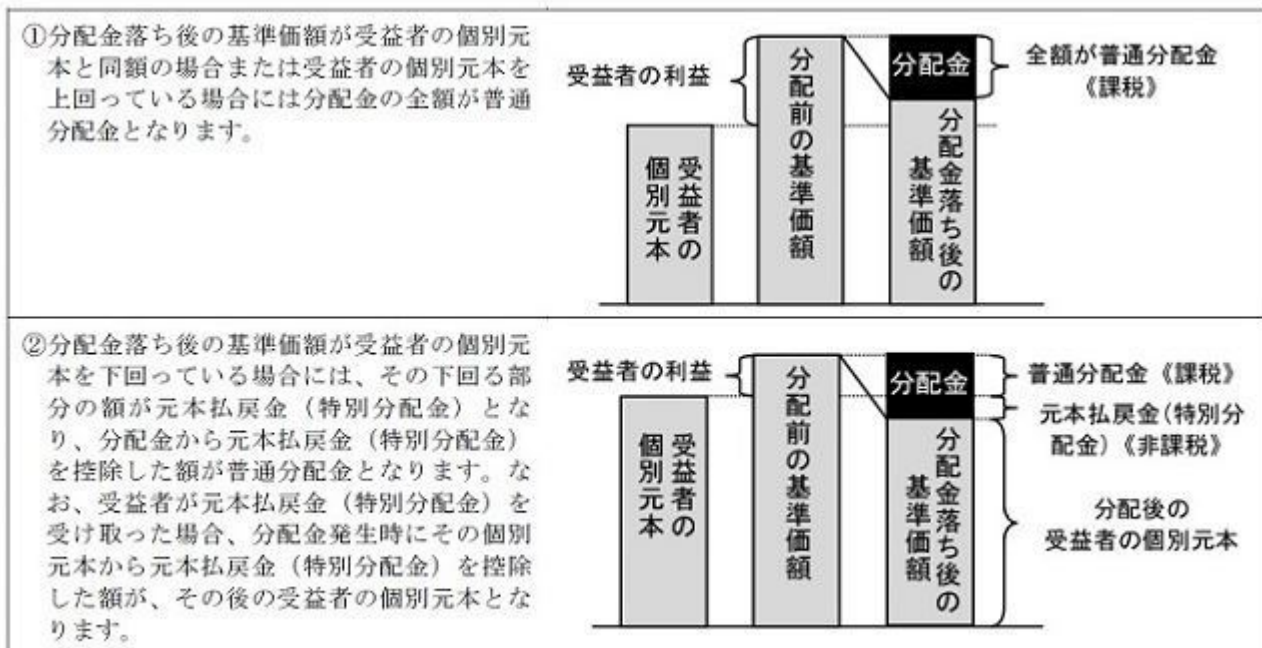 ①分配金落ち後の基準価額が受益者の個別元
本と同額の場合または受益者の個別元本を
上回っている場合には分配金の全額が普通
分配金となります。
受益者の利益
受益者の
個別元本
分配前の基準価額
分配金
分配金落ち後の
基準価額
全額が普通分配金
《課税》
②分配金落ち後の基準価額が受益者の個別元
本を下回っている場合には、その下回る部
分の額が元本払戻金（特別分配金）とな
り、分配金から元本払戻金（特別分配金）
を控除した額が普通分配金となります。な
お、受益者が元本払戻金（特別分配金）を
受け取った場合、分配金発生時にその個別
元本から元本払戻金（特別分配金）を控除
した額が、その後の受益者の個別元本とな
ります。
受益者の利益
受益者の
個別元本
分配前の基準価額
分配金
分配金落ち後の
基準価額
普通分配金《課税》
元本払戻金(特別分
配金)《非課税》
分配後の
受益者の個別元本